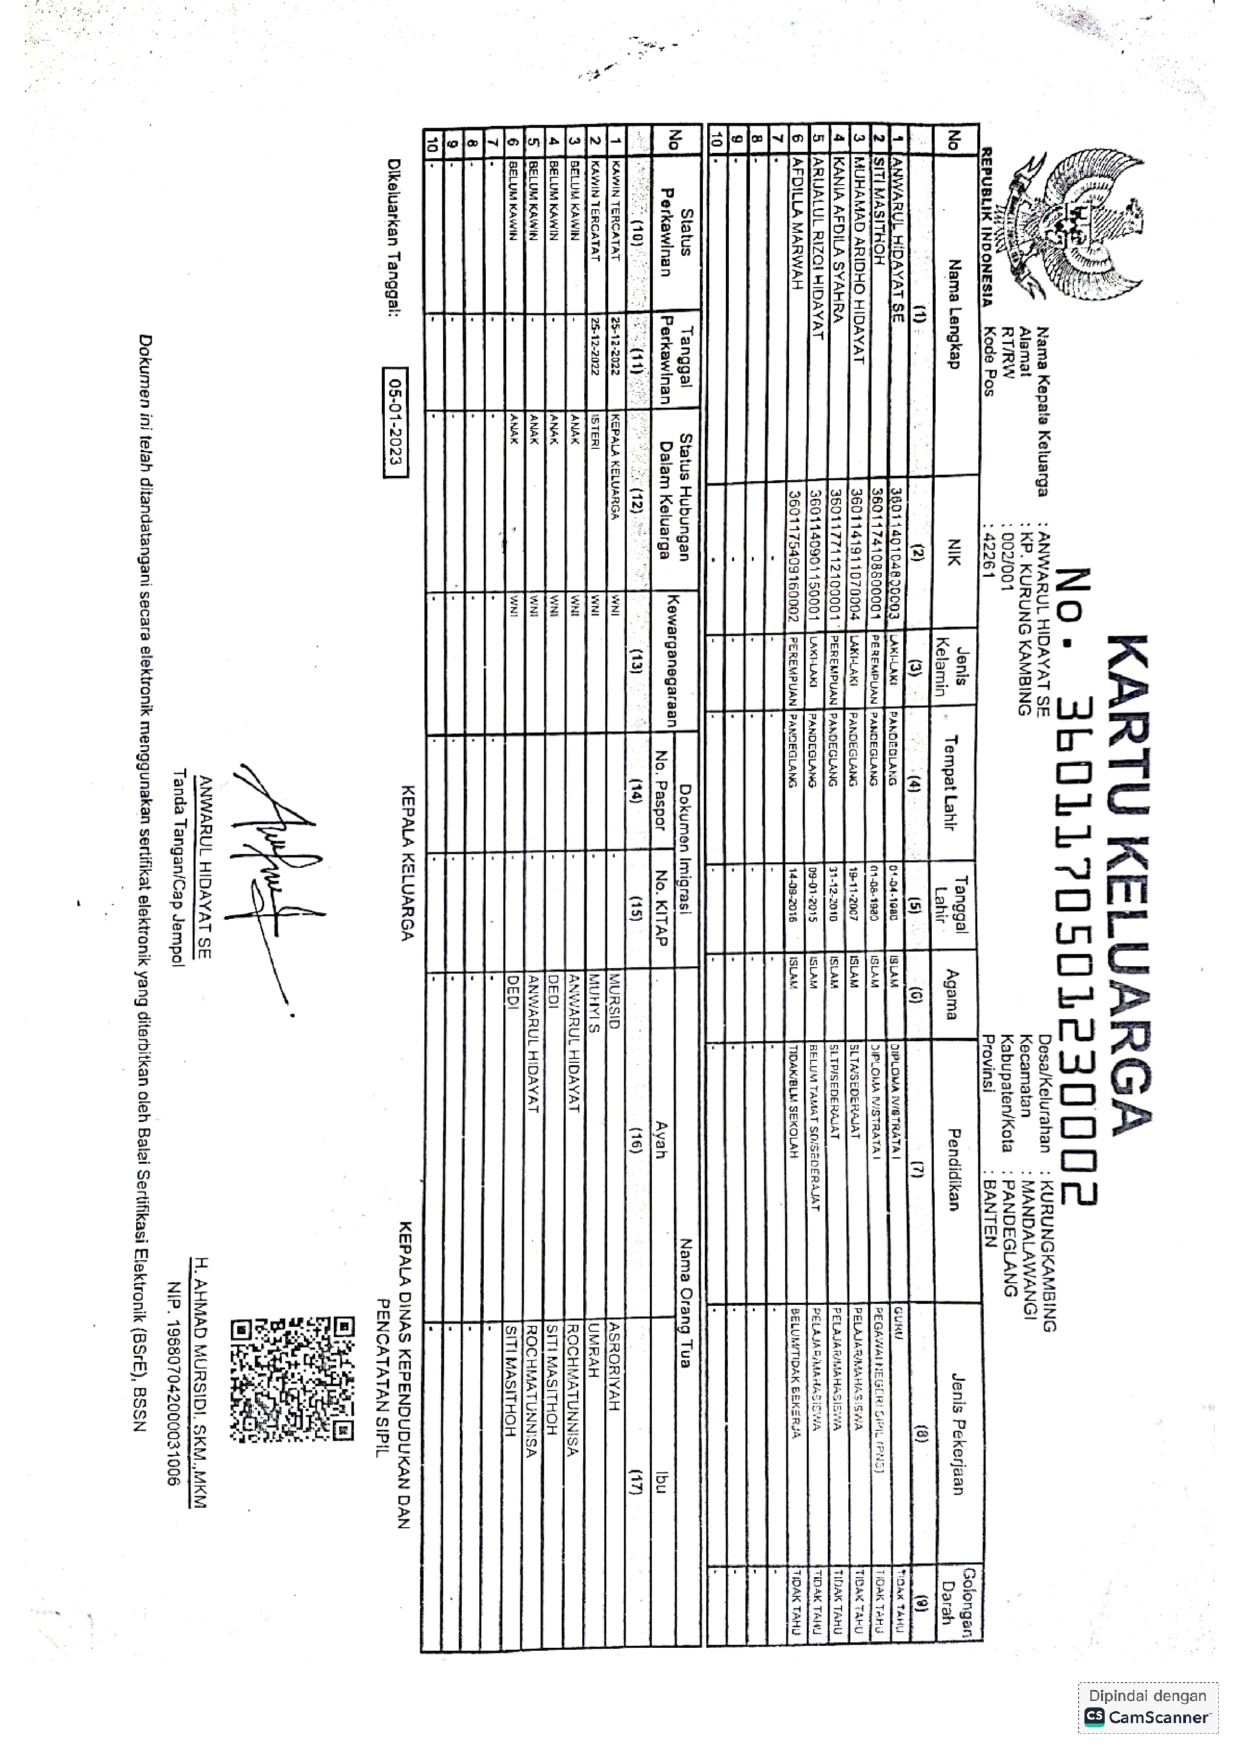 KARTU KELUARGA
No. 3601170501230002
REPUBLIK INDONESIA
Nama Kepala Keluarga : ANWARUL HIDAYAT SE
Alamat : KP. KURUNG KAMBING
RT/RW : 002/001
Kode Pos : 42261
Desa/Kelurahan : KURUNGKAMBING
Kecamatan : MANDALAWANGI
Kabupaten/Kota : PANDEGLANG
Provinsi : BANTEN
No Nama Lengkap NIK Jenis Kelamin Tempat Lahir Tanggal Lahir Agama Pendidikan Jenis Pekerjaan Golongan Darah
(1) (2) (3) (4) (5) (6) (7) (8) (9)
1 ANWARUL HIDAYAT SE 3601140104800003 LAKI-LAKI PANDEGLANG 01-04-1980 ISLAM DIPLOMA IV/STRATA I GURU TIDAK TAHU
2 SITI MASITHOH 3601174108800001 PEREMPUAN PANDEGLANG 01-08-1980 ISLAM DIPLOMA IV/STRATA I PEGAWAI NEGERI SIPIL (PNS) TIDAK TAHU
3 MUHAMAD ARIDHO HIDAYAT 3601141911070004 LAKI-LAKI PANDEGLANG 19-11-2007 ISLAM SLTA/SEDERAJAT PELAJAR/MAHASISWA TIDAK TAHU
4 KANIA AFDILA SYAHRA 3601177112100001 PEREMPUAN PANDEGLANG 31-12-2010 ISLAM SLTP/SEDERAJAT PELAJAR/MAHASISWA TIDAK TAHU
5 ARIJALUL RIZQI HIDAYAT 3601140901150001 LAKI-LAKI PANDEGLANG 09-01-2015 ISLAM BELUM TAMAT SD/SEDERAJAT PELAJAR/MAHASISWA TIDAK TAHU
6 AFDILLA MARWAH 3601175409160002 PEREMPUAN PANDEGLANG 14-09-2016 ISLAM TIDAK/BLM SEKOLAH BELUM/TIDAK BEKERJA TIDAK TAHU
7 - - - - - - - - -
8 - - - - - - - - -
9 - - - - - - - - -
10 - - - - - - - - -
No Status Perkawinan Tanggal Perkawinan Status Hubungan Dalam Keluarga Kewarganegaraan Dokumen Imigrasi Nama Orang Tua
No. Paspor No. KITAP Ayah Ibu
(10) (11) (12) (13) (14) (15) (16) (17)
1 KAWIN TERCATAT 25-12-2022 KEPALA KELUARGA WNI - MURSID ASRORIYAH
2 KAWIN TERCATAT 25-12-2022 ISTERI WNI - MUHYI S UMRAH
3 BELUM KAWIN - ANAK WNI - ANWARUL HIDAYAT ROCHMATUNNISA
4 BELUM KAWIN - ANAK WNI - DEDI SITI MASITHOH
5 BELUM KAWIN - ANAK WNI - ANWARUL HIDAYAT ROCHMATUNNISA
6 BELUM KAWIN - ANAK WNI - DEDI SITI MASITHOH
7 - - - - - - - -
8 - - - - - - - -
9 - - - - - - - -
10 - - - - - - - -
Dikeluarkan Tanggal: 05-01-2023
KEPALA KELUARGA
ANWARUL HIDAYAT SE
Tanda Tangan/Cap Jempol
KEPALA DINAS KEPENDUDUKAN DAN
PENCATATAN SIPIL
H. AHMAD MURSIDI, SKM.,MKM
NIP. 198807042000031006
Dokumen ini telah ditandatangani secara elektronik menggunakan sertifikat elektronik yang diterbitkan oleh Balai Sertifikasi Elektronik (BSrE), BSSN
Dipindai dengan
CS CamScanner